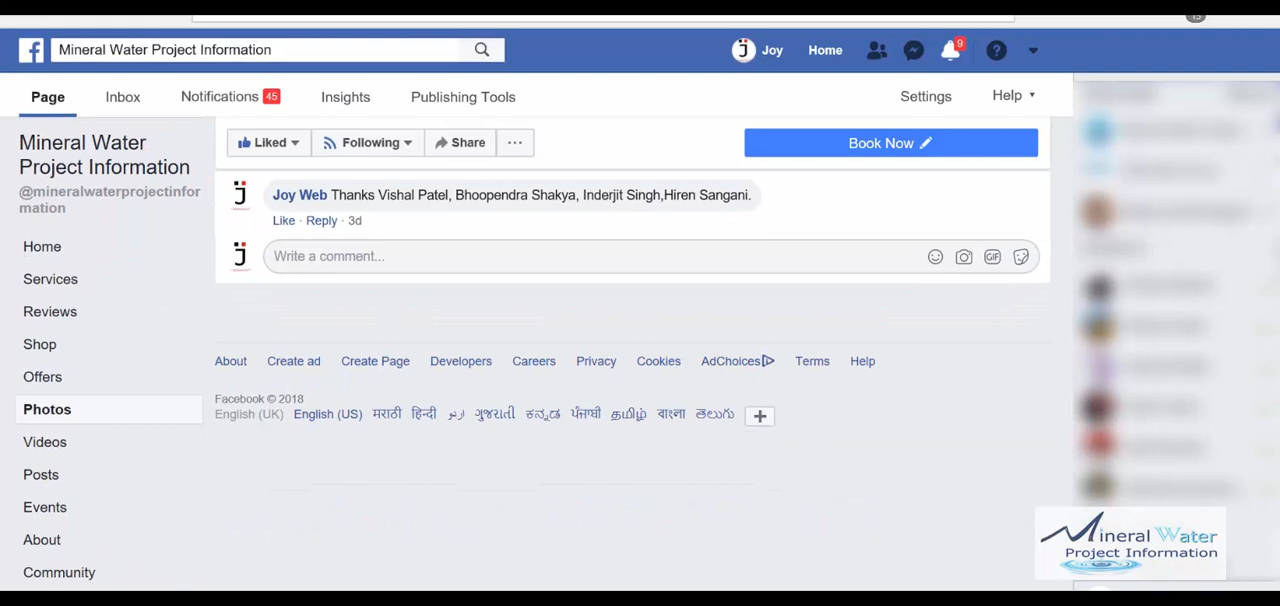 15
Mineral Water Project Information
Joy
Home
9
Page
Inbox
Notifications 45
Insights
Publishing Tools
Settings
Help
Mineral Water
Project Information
@mineralwaterprojectinfor
mation
Liked
Following
Share
Book Now
Joy Web Thanks Vishal Patel, Bhoopendra Shakya, Inderjit Singh,Hiren Sangani.
Like · Reply · 3d
Write a comment...
GIF
Home
Services
Reviews
Shop
Offers
Photos
Videos
Posts
Events
About
Community
About Create ad Create Page Developers Careers Privacy Cookies AdChoices Terms Help
Facebook © 2018
English (UK) English (US) मराठी हिन्दी اردو ગુજરાતી ಕನ್ನಡ ਪੰਜਾਬੀ தமிழ் বাংলা తెలుగు
Mineral Water
Project Information